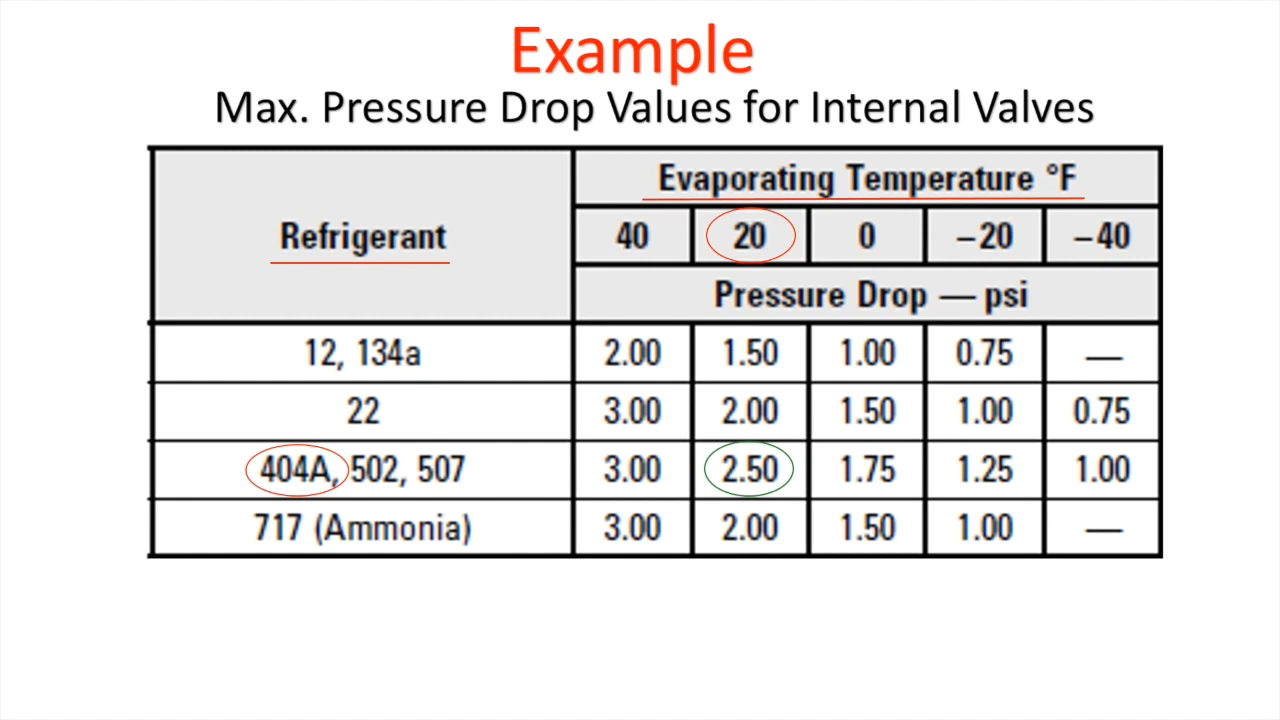 Example
Max. Pressure Drop Values for Internal Valves
Evaporating Temperature °F
Refrigerant 40 20 0 −20 −40
Pressure Drop — psi
12, 134a 2.00 1.50 1.00 0.75 —
22 3.00 2.00 1.50 1.00 0.75
404A, 502, 507 3.00 2.50 1.75 1.25 1.00
717 (Ammonia) 3.00 2.00 1.50 1.00 —